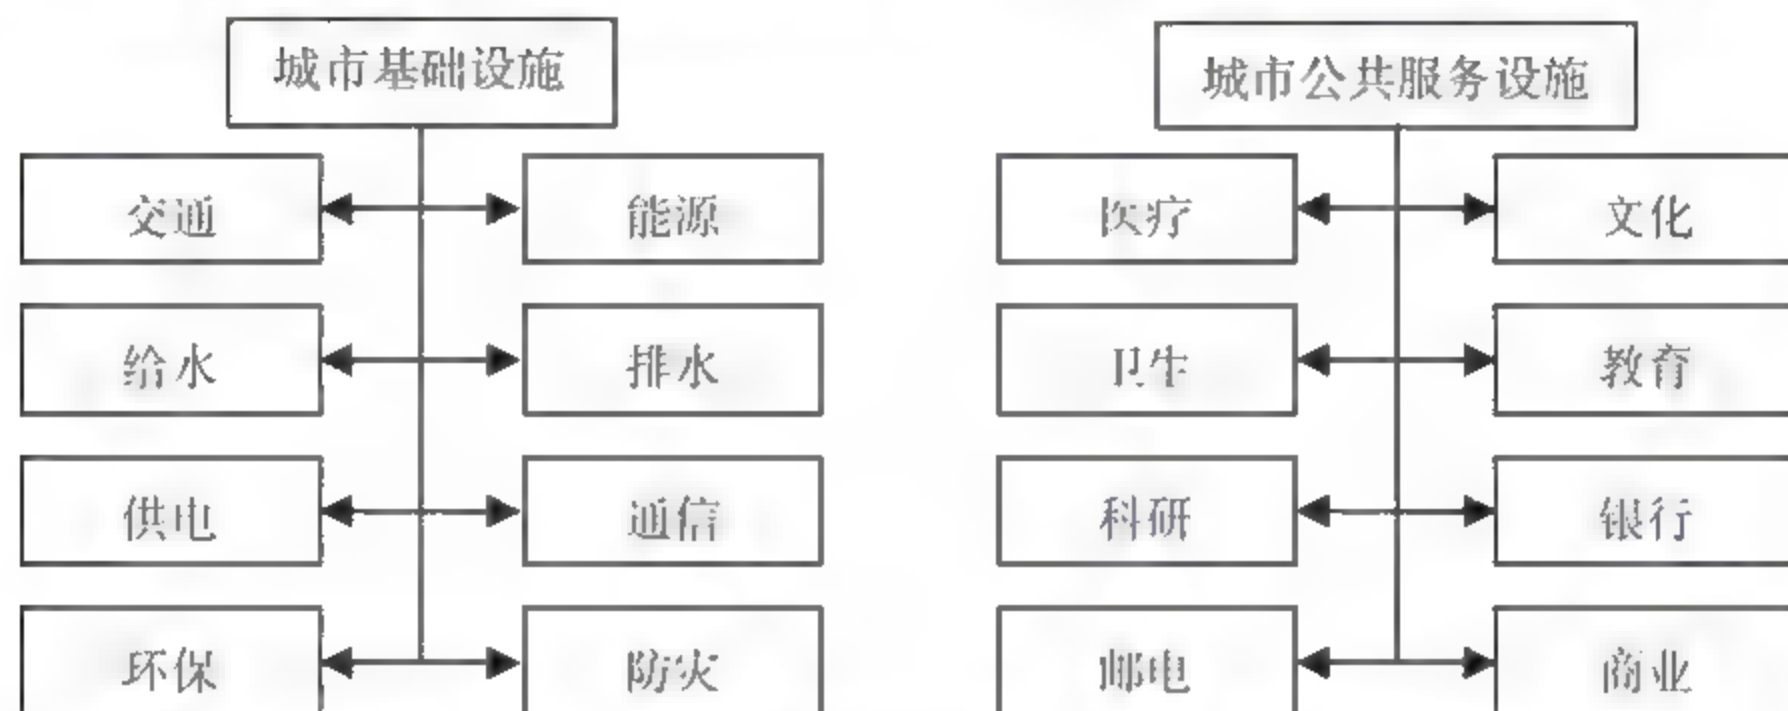 城市基础设施
交通
能源
给水
排水
供电
通信
环保
防灾
城市公共服务设施
医疗
文化
卫生
教育
科研
银行
邮电
商业